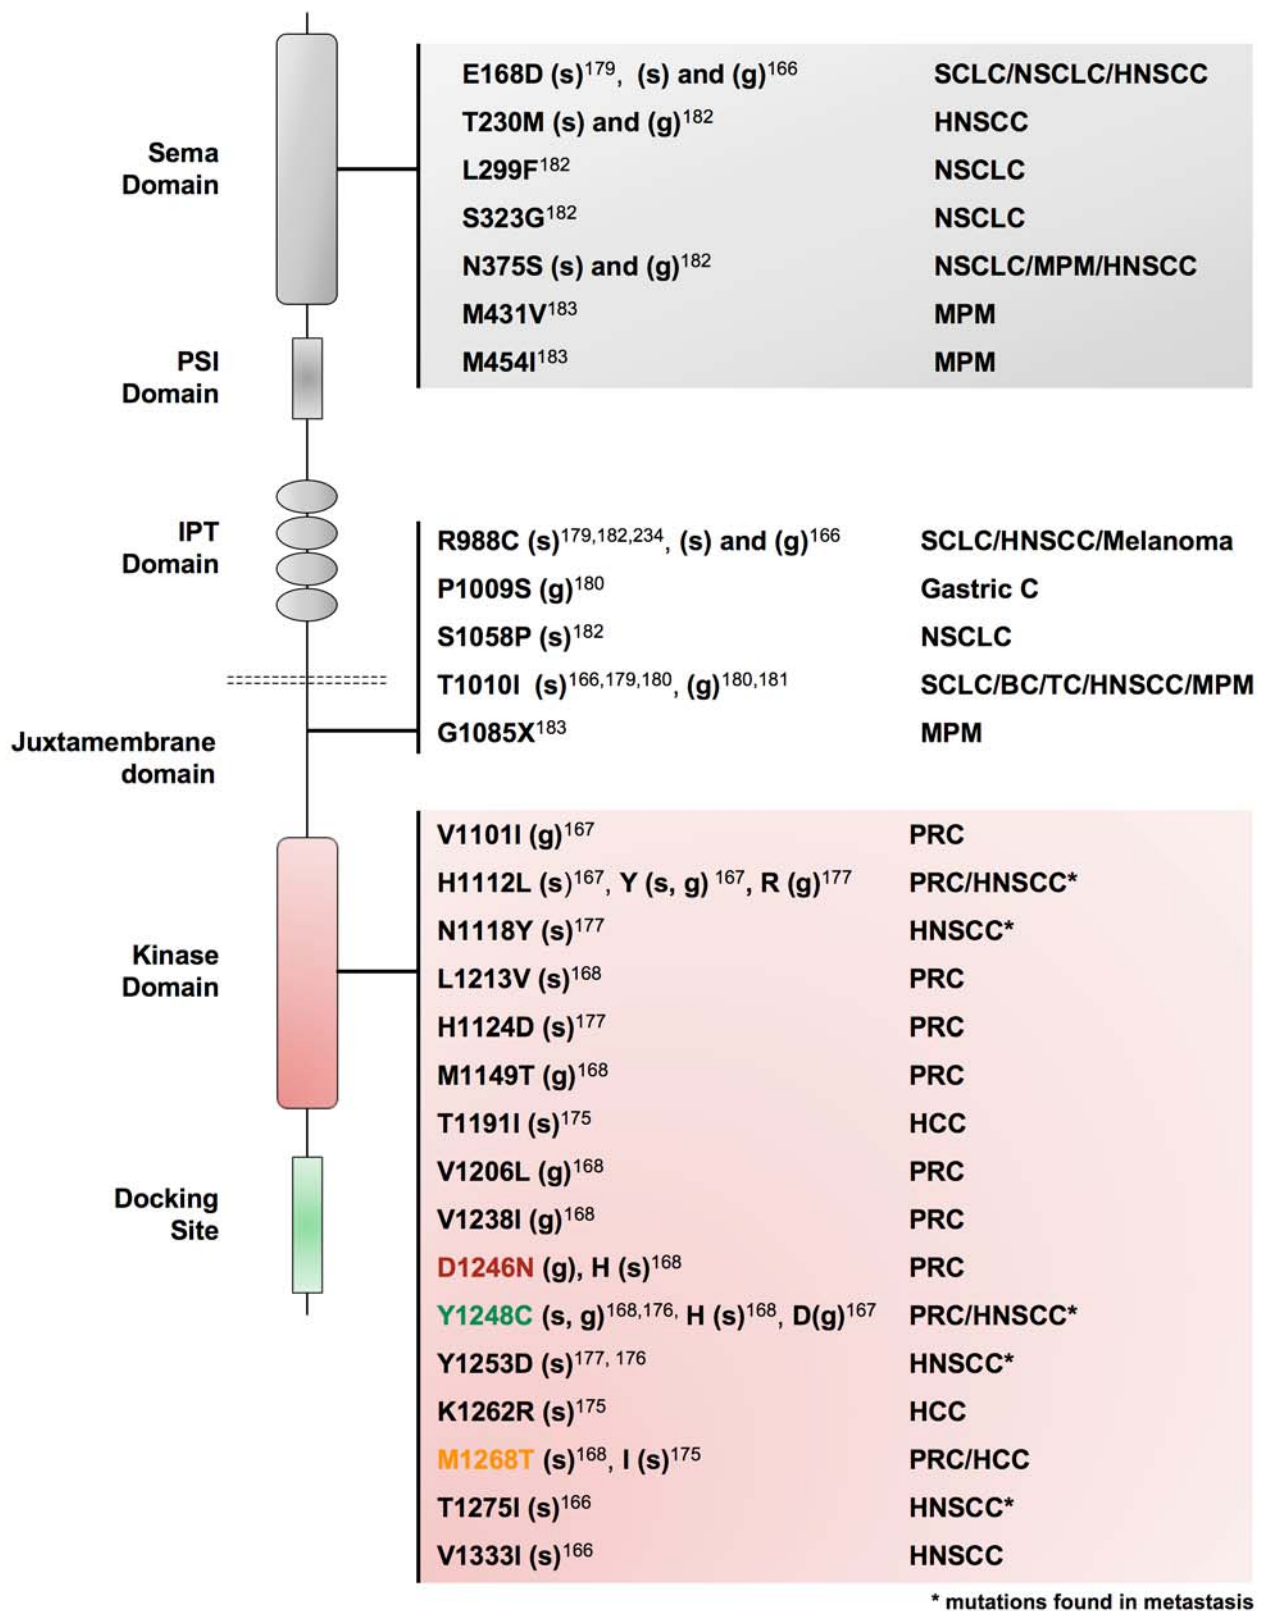 Sema
Domain
PSI
Domain
IPT
Domain
Juxtamembrane
domain
Kinase
Domain
Docking
Site
E168D (s)179, (s) and (g)166 SCLC/NSCLC/HNSCC
T230M (s) and (g)182 HNSCC
L299F182 NSCLC
S323G182 NSCLC
N375S (s) and (g)182 NSCLC/MPM/HNSCC
M431V183 MPM
M454I183 MPM
R988C (s)179,182,234, (s) and (g)166 SCLC/HNSCC/Melanoma
P1009S (g)180 Gastric C
S1058P (s)182 NSCLC
T1010I (s)166,179,180, (g)180,181 SCLC/BC/TC/HNSCC/MPM
G1085X183 MPM
V1101I (g)167 PRC
H1112L (s)167, Y (s, g) 167, R (g)177 PRC/HNSCC*
N1118Y (s)177 HNSCC*
L1213V (s)168 PRC
H1124D (s)177 PRC
M1149T (g)168 PRC
T1191I (s)175 HCC
V1206L (g)168 PRC
V1238I (g)168 PRC
D1246N (g), H (s)168 PRC
Y1248C (s, g)168,176, H (s)168, D(g)167 PRC/HNSCC*
Y1253D (s)177, 176 HNSCC*
K1262R (s)175 HCC
M1268T (s)168, I (s)175 PRC/HCC
T1275I (s)166 HNSCC*
V1333I (s)166 HNSCC
* mutations found in metastasis